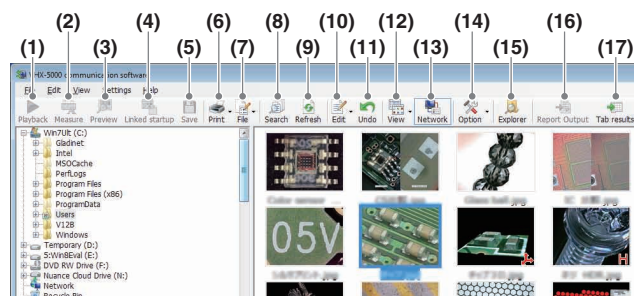 (2) (4) (6) (8) (10) (12) (14) (16)
(1) (3) (5) (7) (9) (11) (13) (15) (17)
VHX-5000 communication software
File Edit View Settings Help
Playback Measure Preview Linked startup Save Print File Search Refresh Edit Undo View Network Option Explorer Report Output Tab results
Win7Ult (C:)
Gladinet
Intel
MSOCache
PerfLogs
Program Files
Program Files (x86)
ProgramData
Users
V12B
Windows
Temporary (D:)
S:Win8Eval (E:)
DVD RW Drive (F:)
Nuance Cloud Drive (N:)
Network
Recycle Bin
05V
H